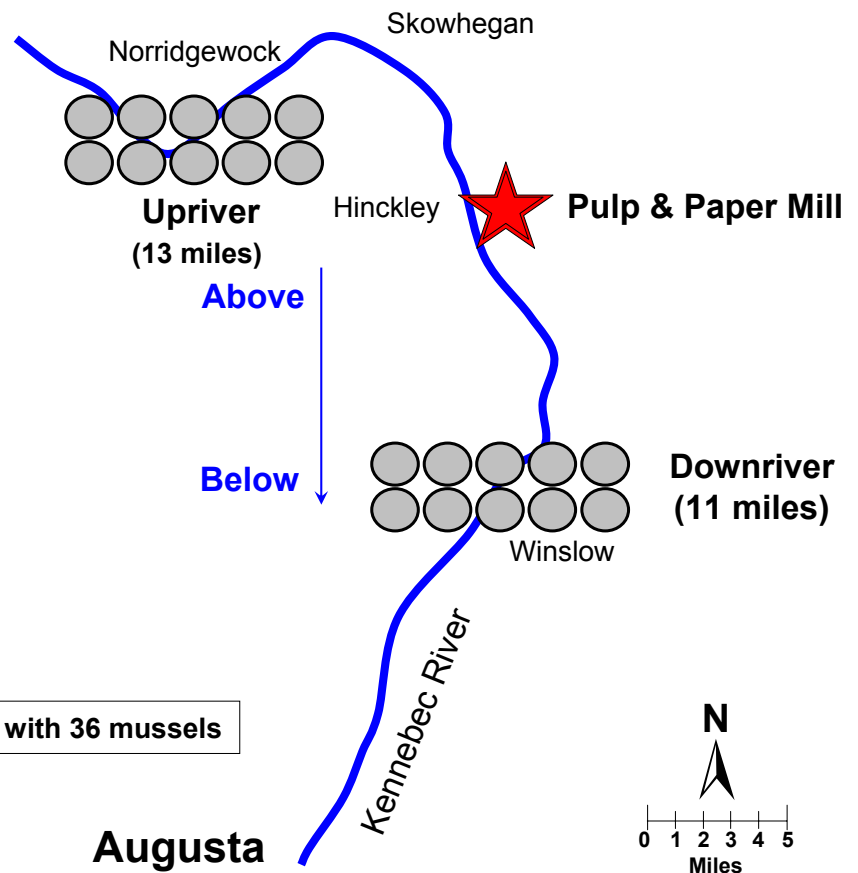 Skowhegan
Norridgewock
Hinckley
Pulp & Paper Mill
Upriver
(13 miles)
Above
Below
Downriver
(11 miles)
Winslow
Kennebec River
with 36 mussels
N
Augusta
0 1 2 3 4 5
Miles